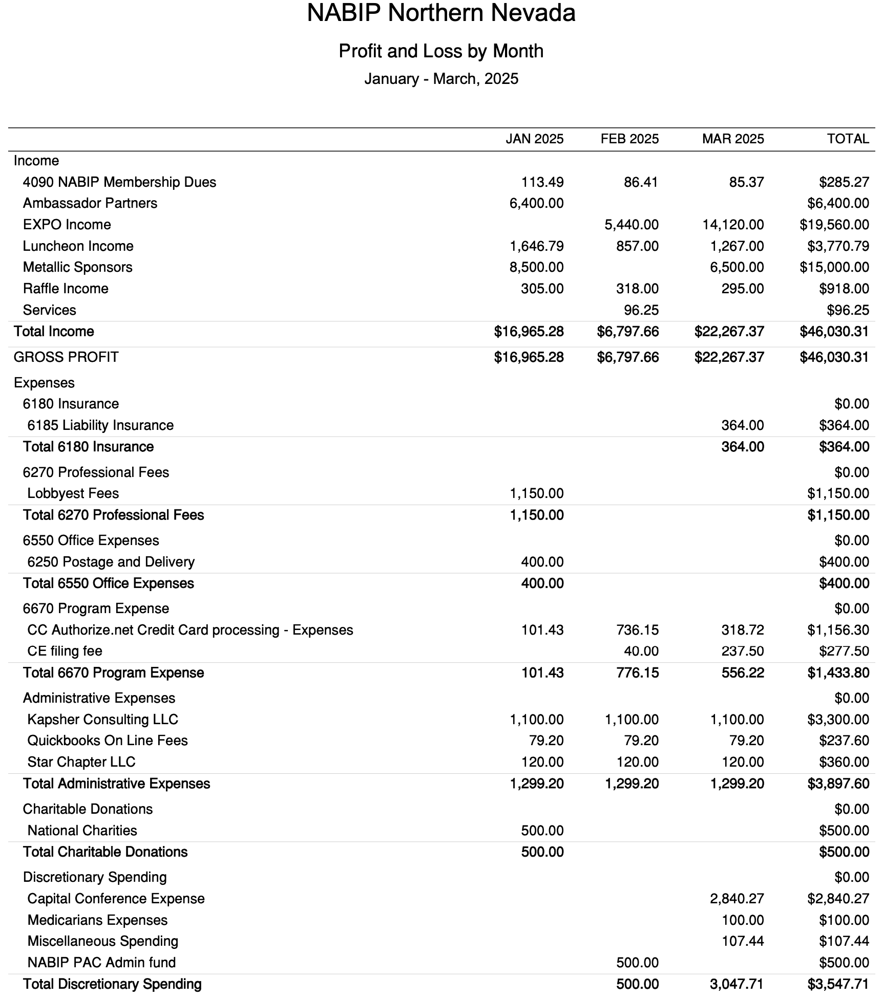 NABIP Northern Nevada
Profit and Loss by Month
January - March, 2025
JAN 2025 FEB 2025 MAR 2025 TOTAL
Income
4090 NABIP Membership Dues 113.49 86.41 85.37 $285.27
Ambassador Partners 6,400.00 $6,400.00
EXPO Income 5,440.00 14,120.00 $19,560.00
Luncheon Income 1,646.79 857.00 1,267.00 $3,770.79
Metallic Sponsors 8,500.00 6,500.00 $15,000.00
Raffle Income 305.00 318.00 295.00 $918.00
Services 96.25 $96.25
Total Income $16,965.28 $6,797.66 $22,267.37 $46,030.31
GROSS PROFIT $16,965.28 $6,797.66 $22,267.37 $46,030.31
Expenses
6180 Insurance $0.00
6185 Liability Insurance 364.00 $364.00
Total 6180 Insurance 364.00 $364.00
6270 Professional Fees $0.00
Lobbyest Fees 1,150.00 $1,150.00
Total 6270 Professional Fees 1,150.00 $1,150.00
6550 Office Expenses $0.00
6250 Postage and Delivery 400.00 $400.00
Total 6550 Office Expenses 400.00 $400.00
6670 Program Expense $0.00
CC Authorize.net Credit Card processing - Expenses 101.43 736.15 318.72 $1,156.30
CE filing fee 40.00 237.50 $277.50
Total 6670 Program Expense 101.43 776.15 556.22 $1,433.80
Administrative Expenses $0.00
Kapsher Consulting LLC 1,100.00 1,100.00 1,100.00 $3,300.00
Quickbooks On Line Fees 79.20 79.20 79.20 $237.60
Star Chapter LLC 120.00 120.00 120.00 $360.00
Total Administrative Expenses 1,299.20 1,299.20 1,299.20 $3,897.60
Charitable Donations $0.00
National Charities 500.00 $500.00
Total Charitable Donations 500.00 $500.00
Discretionary Spending $0.00
Capital Conference Expense 2,840.27 $2,840.27
Medicarians Expenses 100.00 $100.00
Miscellaneous Spending 107.44 $107.44
NABIP PAC Admin fund 500.00 $500.00
Total Discretionary Spending 500.00 3,047.71 $3,547.71